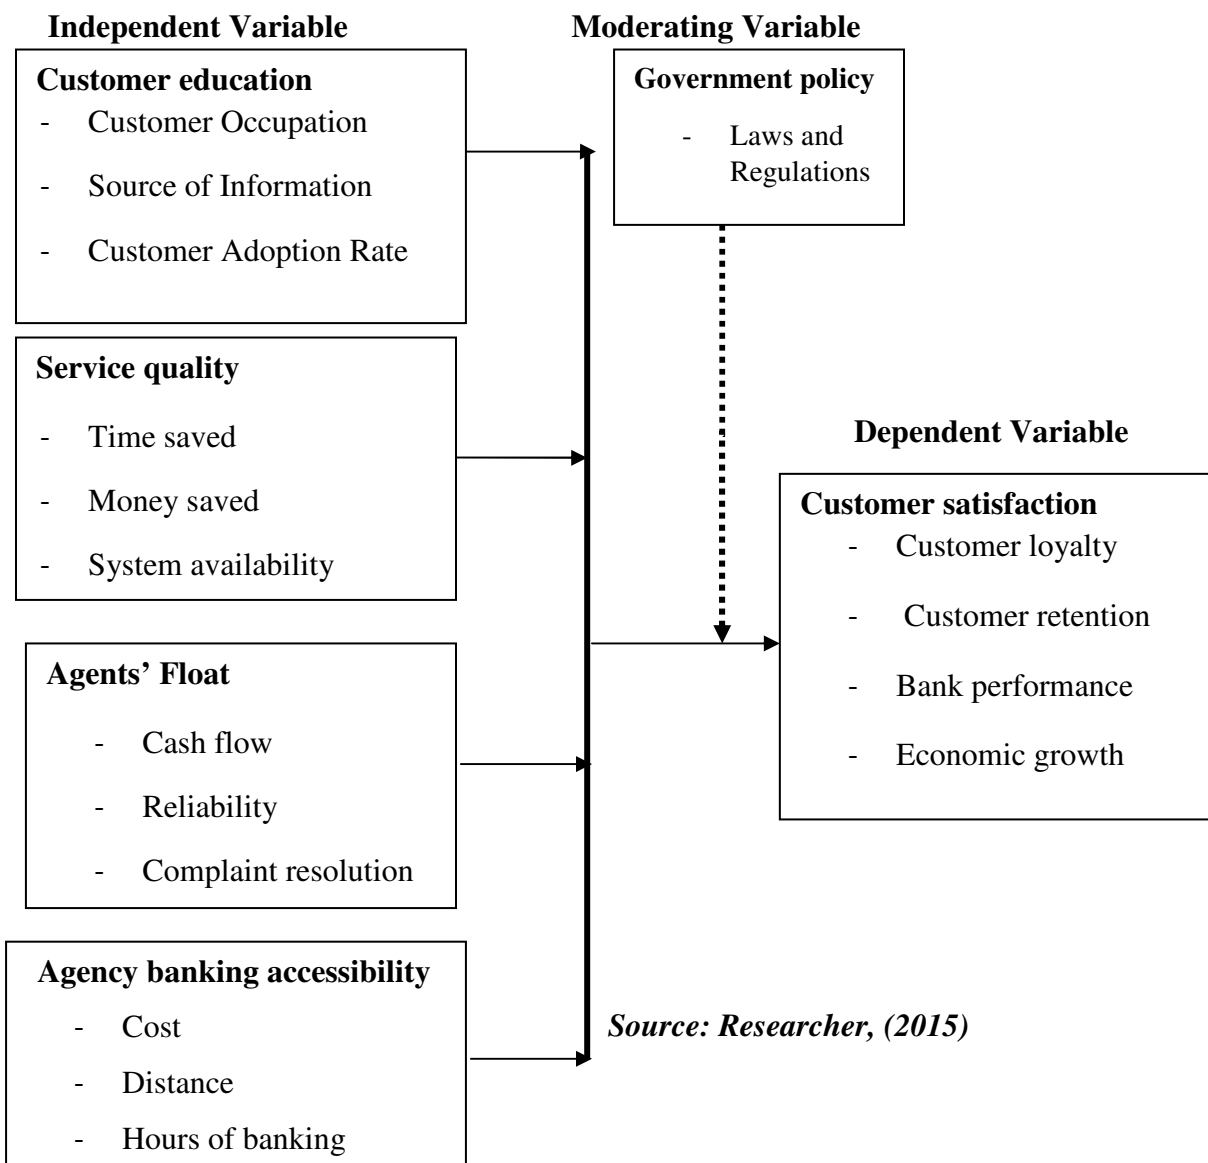 Independent Variable
Customer education
- Customer Occupation
- Source of Information
- Customer Adoption Rate
Service quality
- Time saved
- Money saved
- System availability
Agents’ Float
- Cash flow
- Reliability
- Complaint resolution
Agency banking accessibility
- Cost
- Distance
- Hours of banking
Moderating Variable
Government policy
- Laws and
Regulations
Dependent Variable
Customer satisfaction
- Customer loyalty
- Customer retention
- Bank performance
- Economic growth
Source: Researcher, (2015)